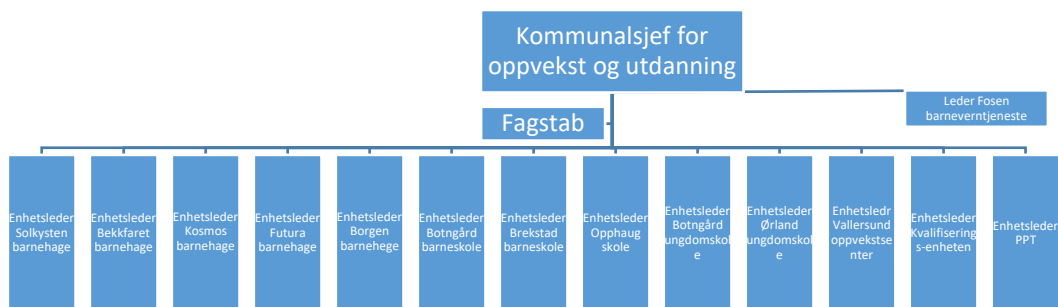 Kommunalsjef for
oppvekst og utdanning
Leder Fosen
barneverntjeneste
Fagstab
Enhetsleder
Solkysten
barnehage
Enhetsleder
Bekkfaret
barnehage
Enhetsleder
Kosmos
barnehage
Enhetsleder
Futura
barnehage
Enhetsleder
Borgen
barnehege
Enhetsleder
Botngård
barneskole
Enhetsleder
Brekstad
barneskole
Enhetsleder
Opphaug
skole
Enhetsleder
Botngård
ungdomskol
e
Enhetsleder
Ørland
ungdomskol
e
Enhetsledr
Vallersund
oppvekstse
nter
Enhetsleder
Kvalifisering
s-enheten
Enhetsleder
PPT